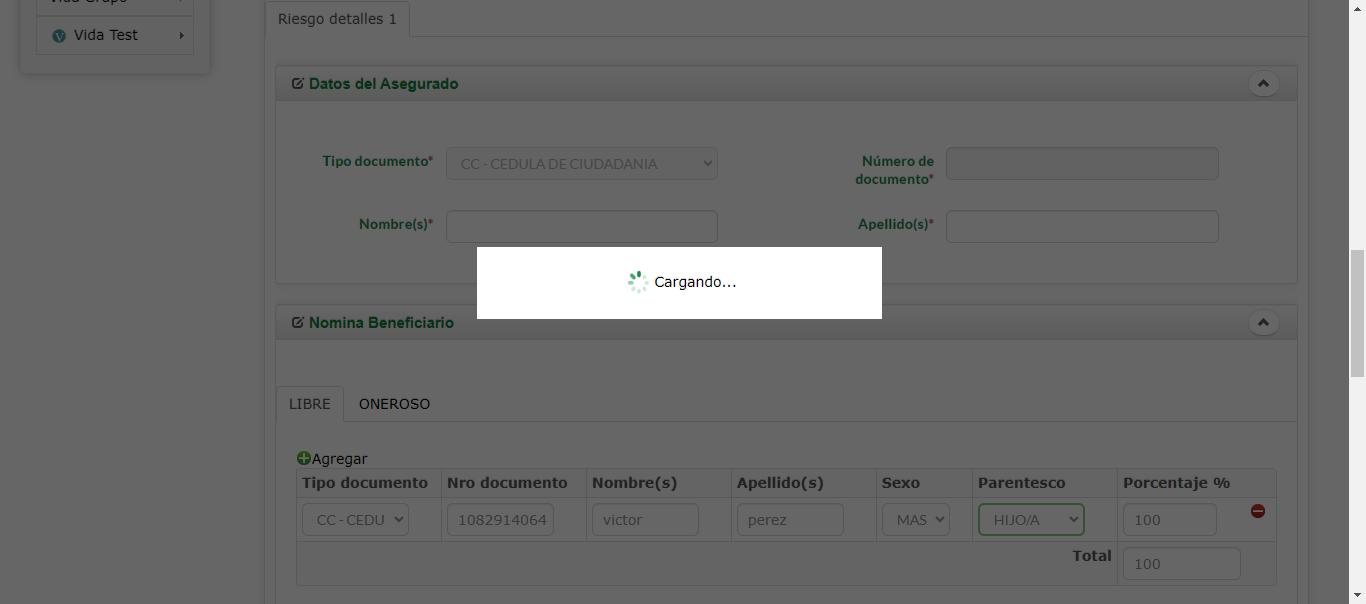 Vida Grupo
Vida Test
Riesgo detalles 1
Datos del Asegurado
Tipo documento* CC - CEDULA DE CIUDADANIA Número de documento*
Nombre(s)* Apellido(s)*
Cargando...
Nomina Beneficiario
LIBRE ONEROSO
Agregar
Tipo documento Nro documento Nombre(s) Apellido(s) Sexo Parentesco Porcentaje %
CC - CEDU 1082914064 victor perez MAS HIJO/A 100
Total 100